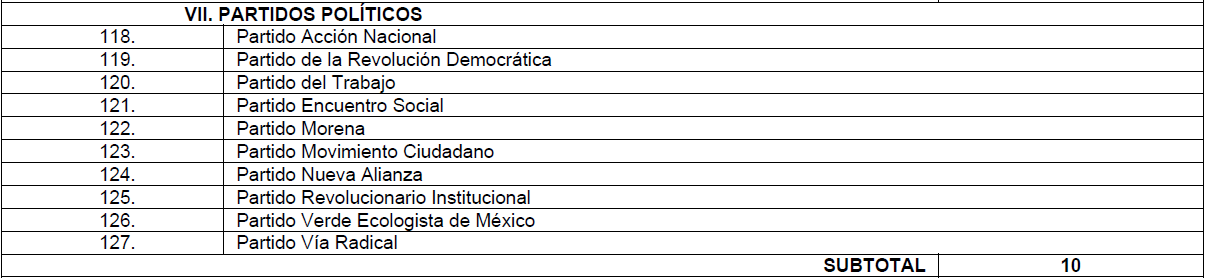 VII. PARTIDOS POLÍTICOS
118. Partido Acción Nacional
119. Partido de la Revolución Democrática
120. Partido del Trabajo
121. Partido Encuentro Social
122. Partido Morena
123. Partido Movimiento Ciudadano
124. Partido Nueva Alianza
125. Partido Revolucionario Institucional
126. Partido Verde Ecologista de México
127. Partido Vía Radical
SUBTOTAL 10